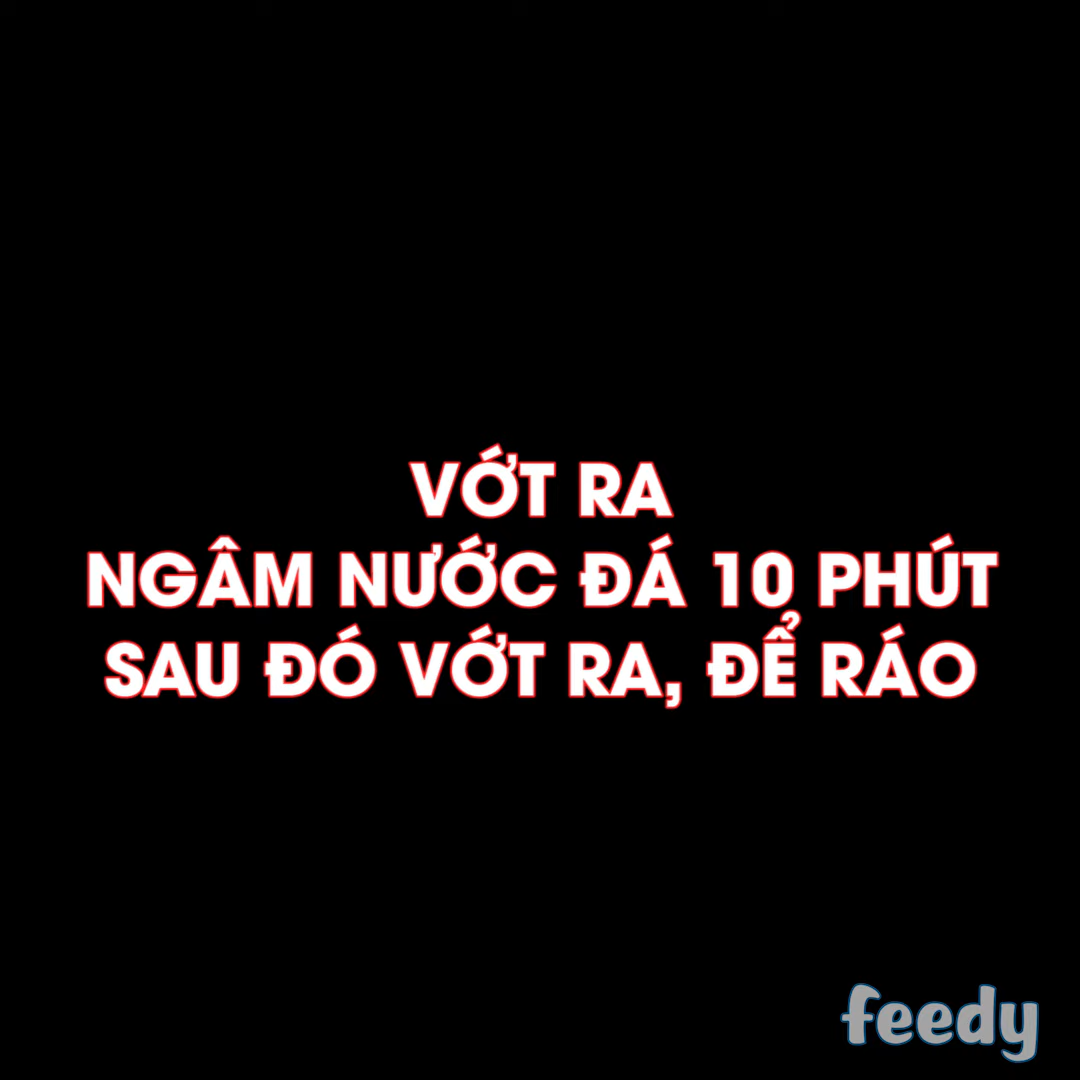 VỚT RA
NGÂM NƯỚC ĐÁ 10 PHÚT
SAU ĐÓ VỚT RA, ĐỂ RÁO
feedy